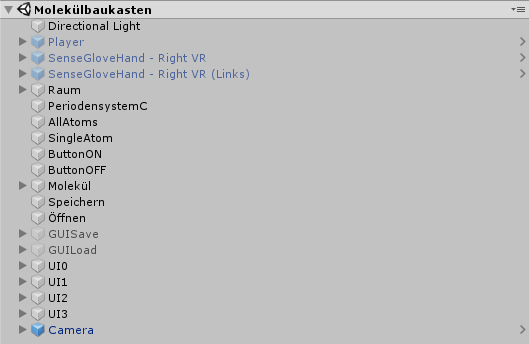 Molekülbaukasten
Directional Light
Player
SenseGloveHand - Right VR
SenseGloveHand - Right VR (Links)
Raum
PeriodensystemC
AllAtoms
SingleAtom
ButtonON
ButtonOFF
Molekül
Speichern
Öffnen
GUISave
GUILoad
UI0
UI1
UI2
UI3
Camera